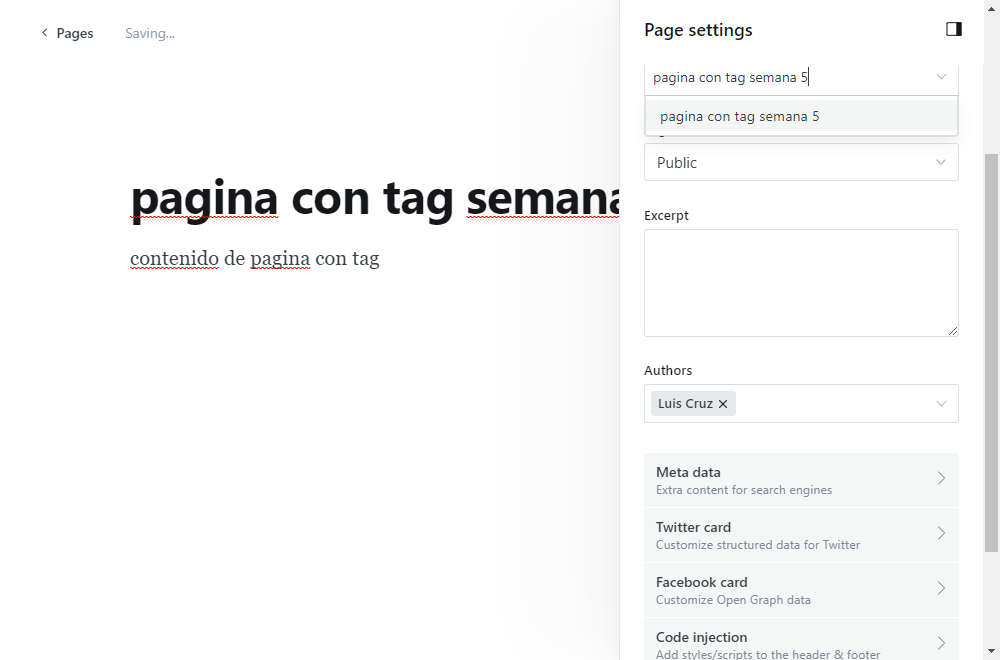 Pages
Saving...
pagina con tag semana
contenido de pagina con tag
Page settings
pagina con tag semana 5
pagina con tag semana 5
Public
Excerpt
Authors
Luis Cruz
Meta data
Extra content for search engines
Twitter card
Customize structured data for Twitter
Facebook card
Customize Open Graph data
Code injection
Add styles/scripts to the header & footer